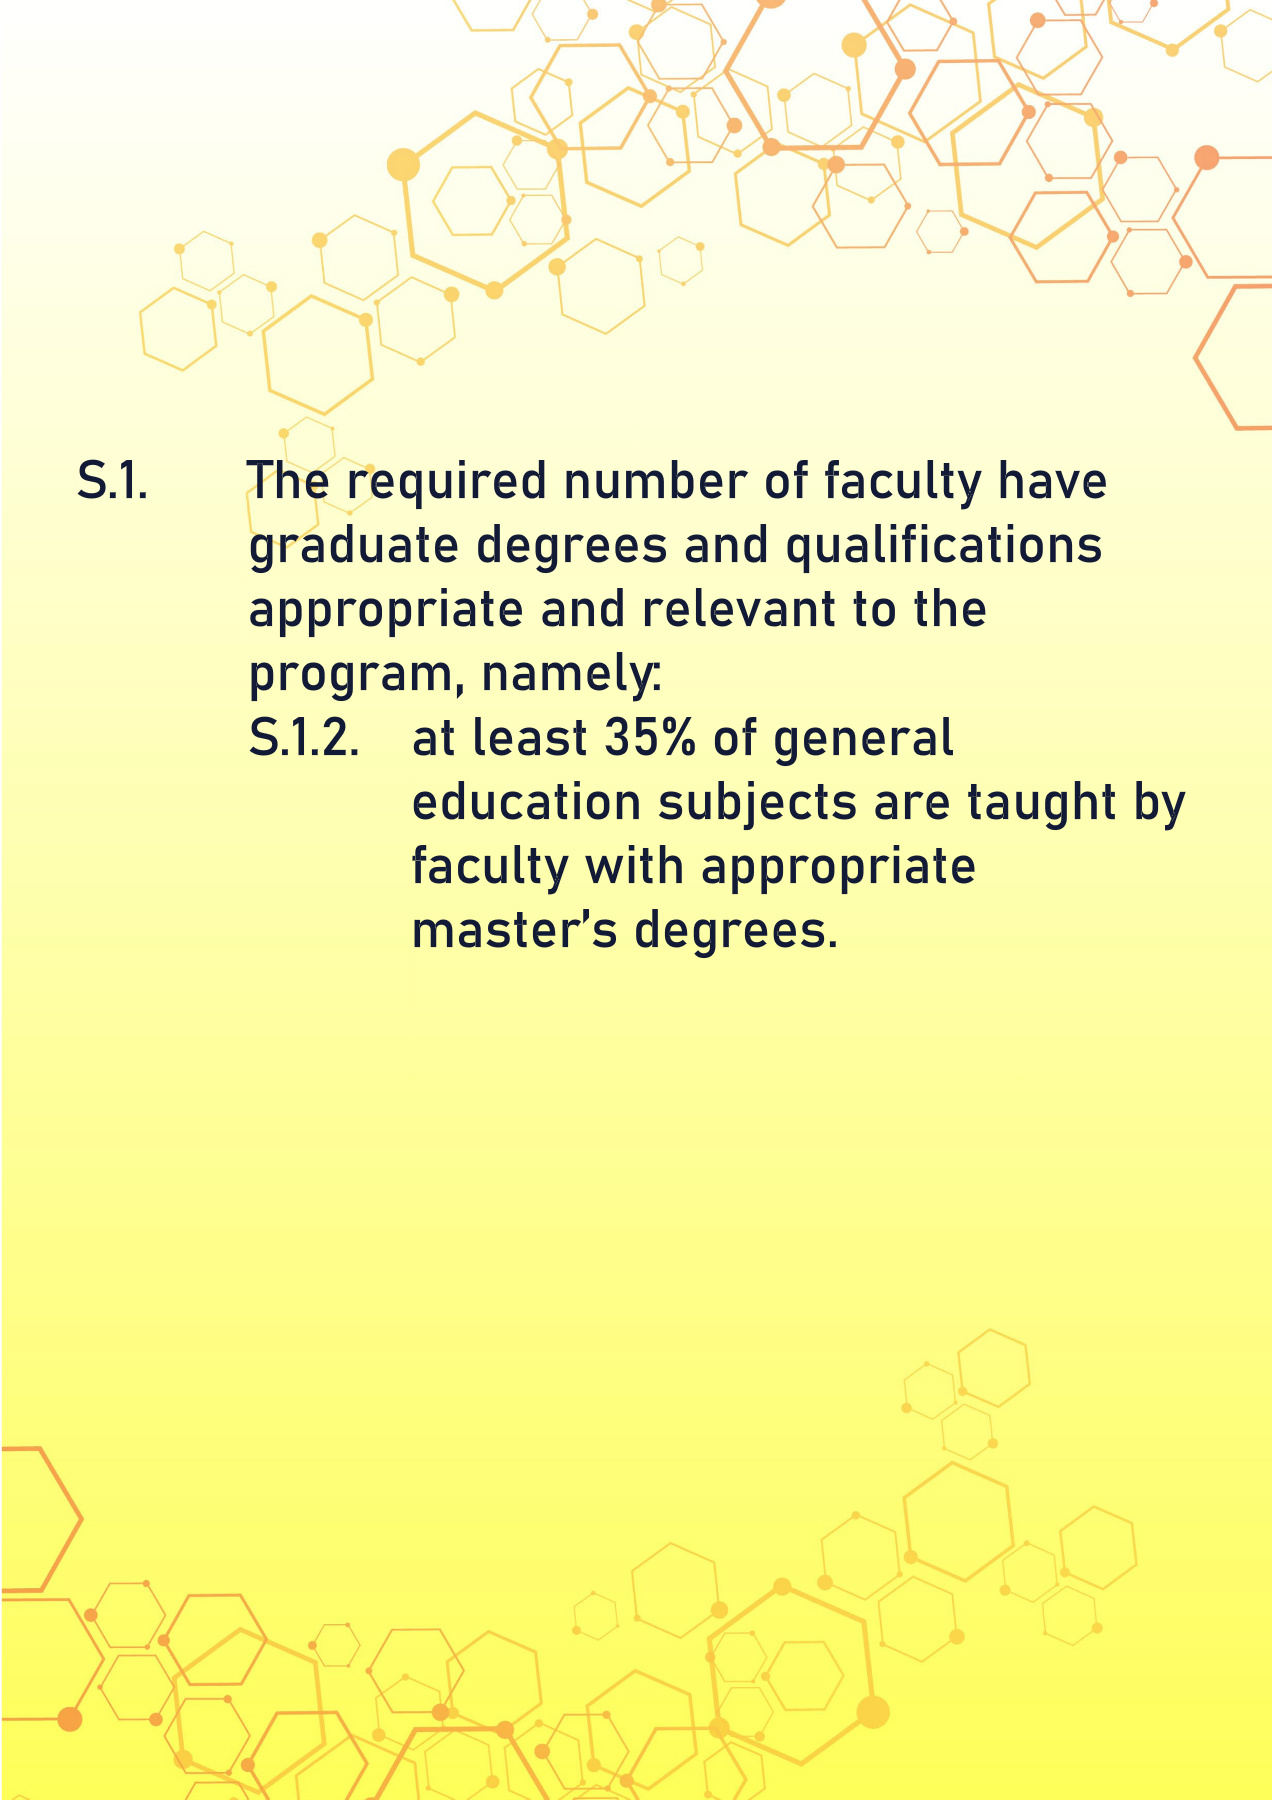 S.1. The required number of faculty have
graduate degrees and qualifications
appropriate and relevant to the
program, namely:
S.1.2. at least 35% of general
education subjects are taught by
faculty with appropriate
master's degrees.